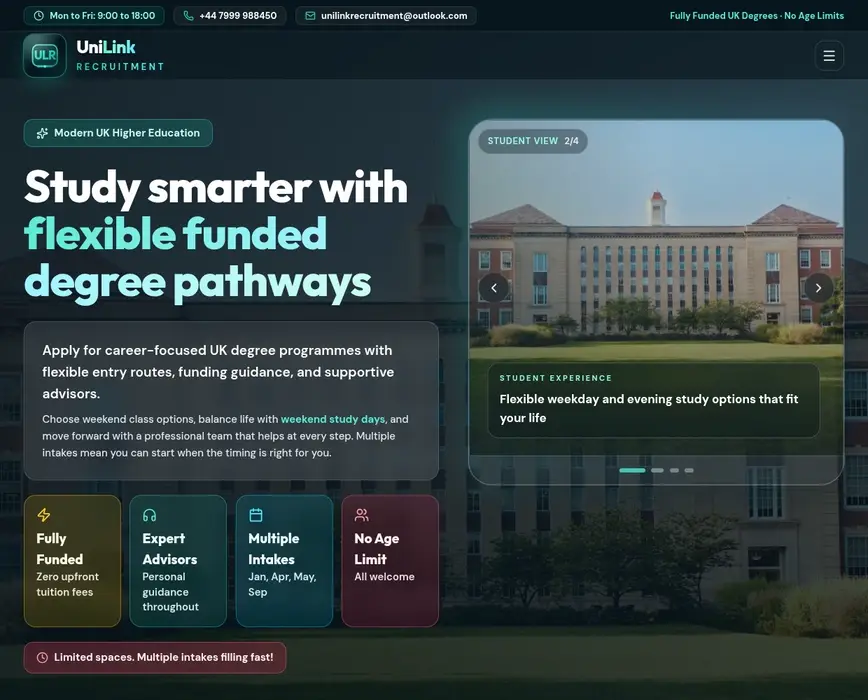 Mon to Fri: 9:00 to 18:00
+44 7999 988450
unilinkrecruitment@outlook.com
Fully Funded UK Degrees · No Age Limits
ULR
UniLink
RECRUITMENT
Modern UK Higher Education
Study smarter with
flexible funded
degree pathways
Apply for career-focused UK degree programmes with
flexible entry routes, funding guidance, and supportive
advisors.
Choose weekend class options, balance life with weekend study days, and
move forward with a professional team that helps at every step. Multiple
intakes mean you can start when the timing is right for you.
Fully
Funded
Zero upfront
tuition fees
Expert
Advisors
Personal
guidance
throughout
Multiple
Intakes
Jan, Apr, May,
Sep
No Age
Limit
All welcome
Limited spaces. Multiple intakes filling fast!
STUDENT VIEW 2/4
STUDENT EXPERIENCE
Flexible weekday and evening study options that fit
your life